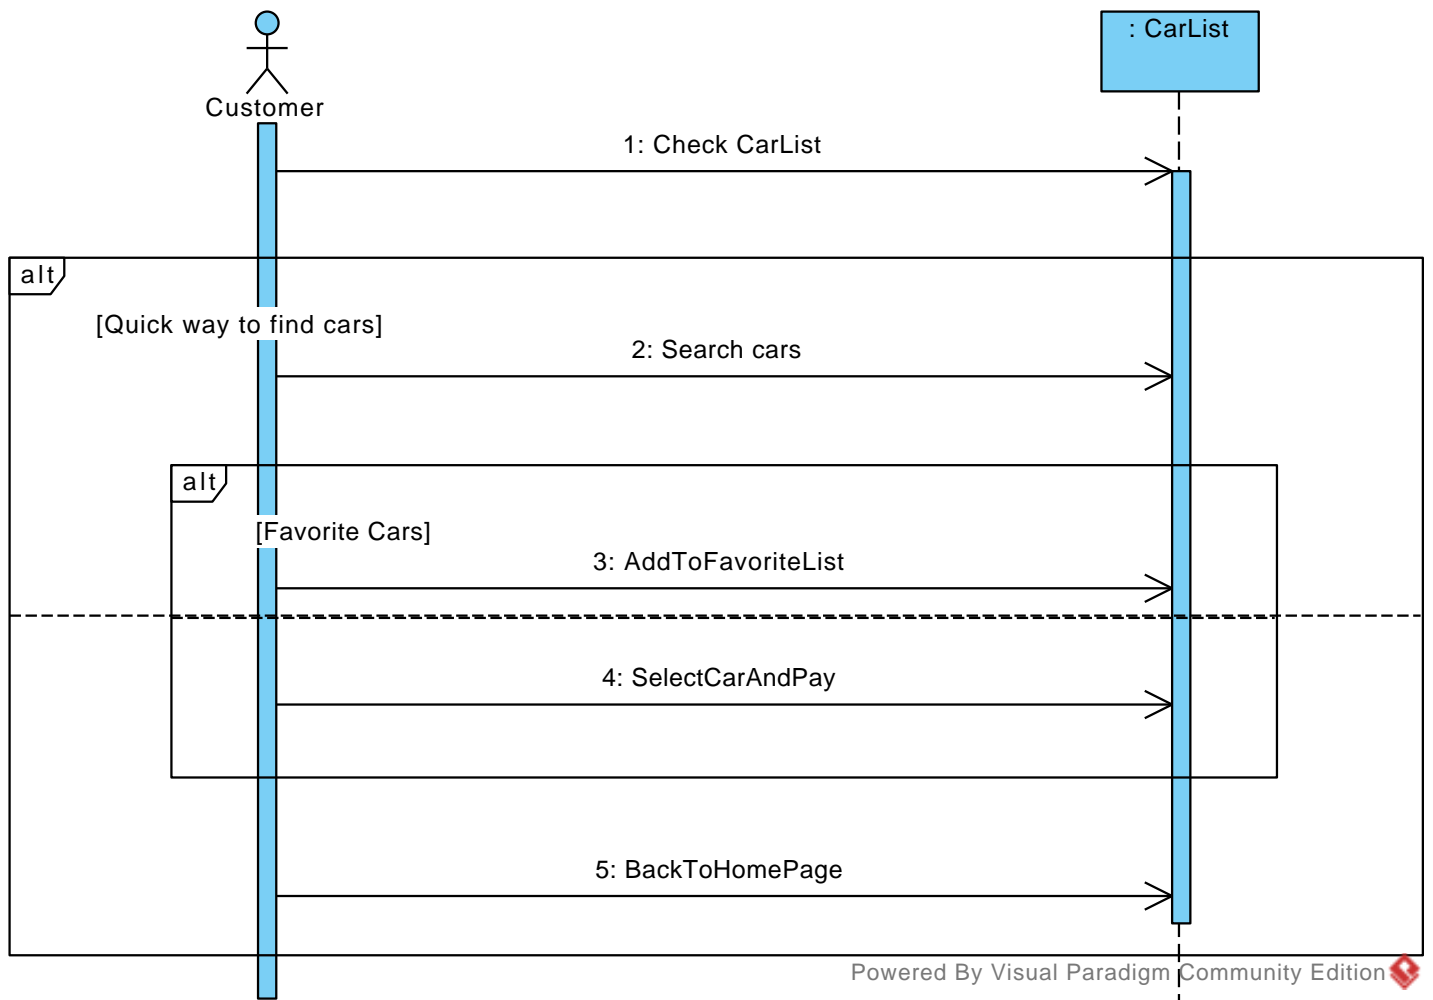 : CarList
Customer
1: Check CarList
alt
[Quick way to find cars]
2: Search cars
alt
[Favorite Cars]
3: AddToFavoriteList
4: SelectCarAndPay
5: BackToHomePage
Powered By Visual Paradigm Community Edition